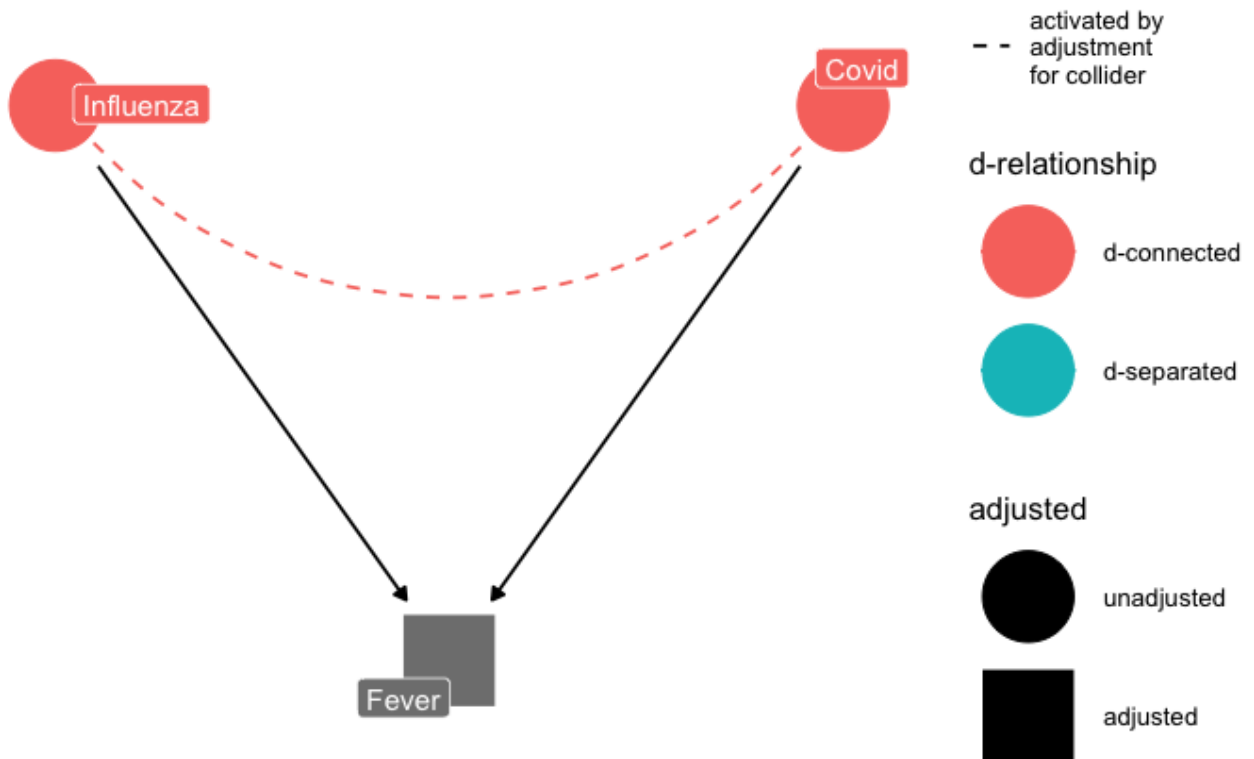 activated by
adjustment
for collider
Influenza
Covid
d-relationship
d-connected
d-separated
adjusted
unadjusted
Fever
adjusted